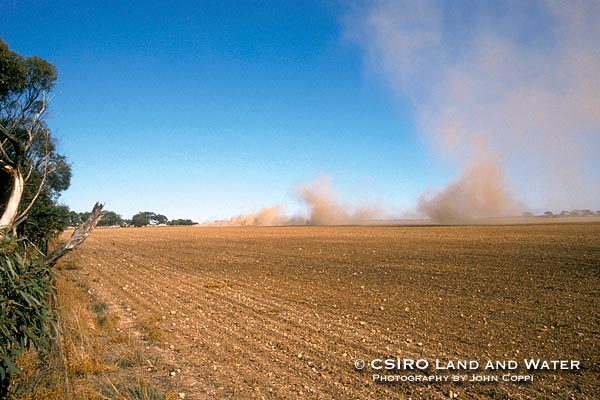 © CSIRO Land and Water
Photography by John Coppi